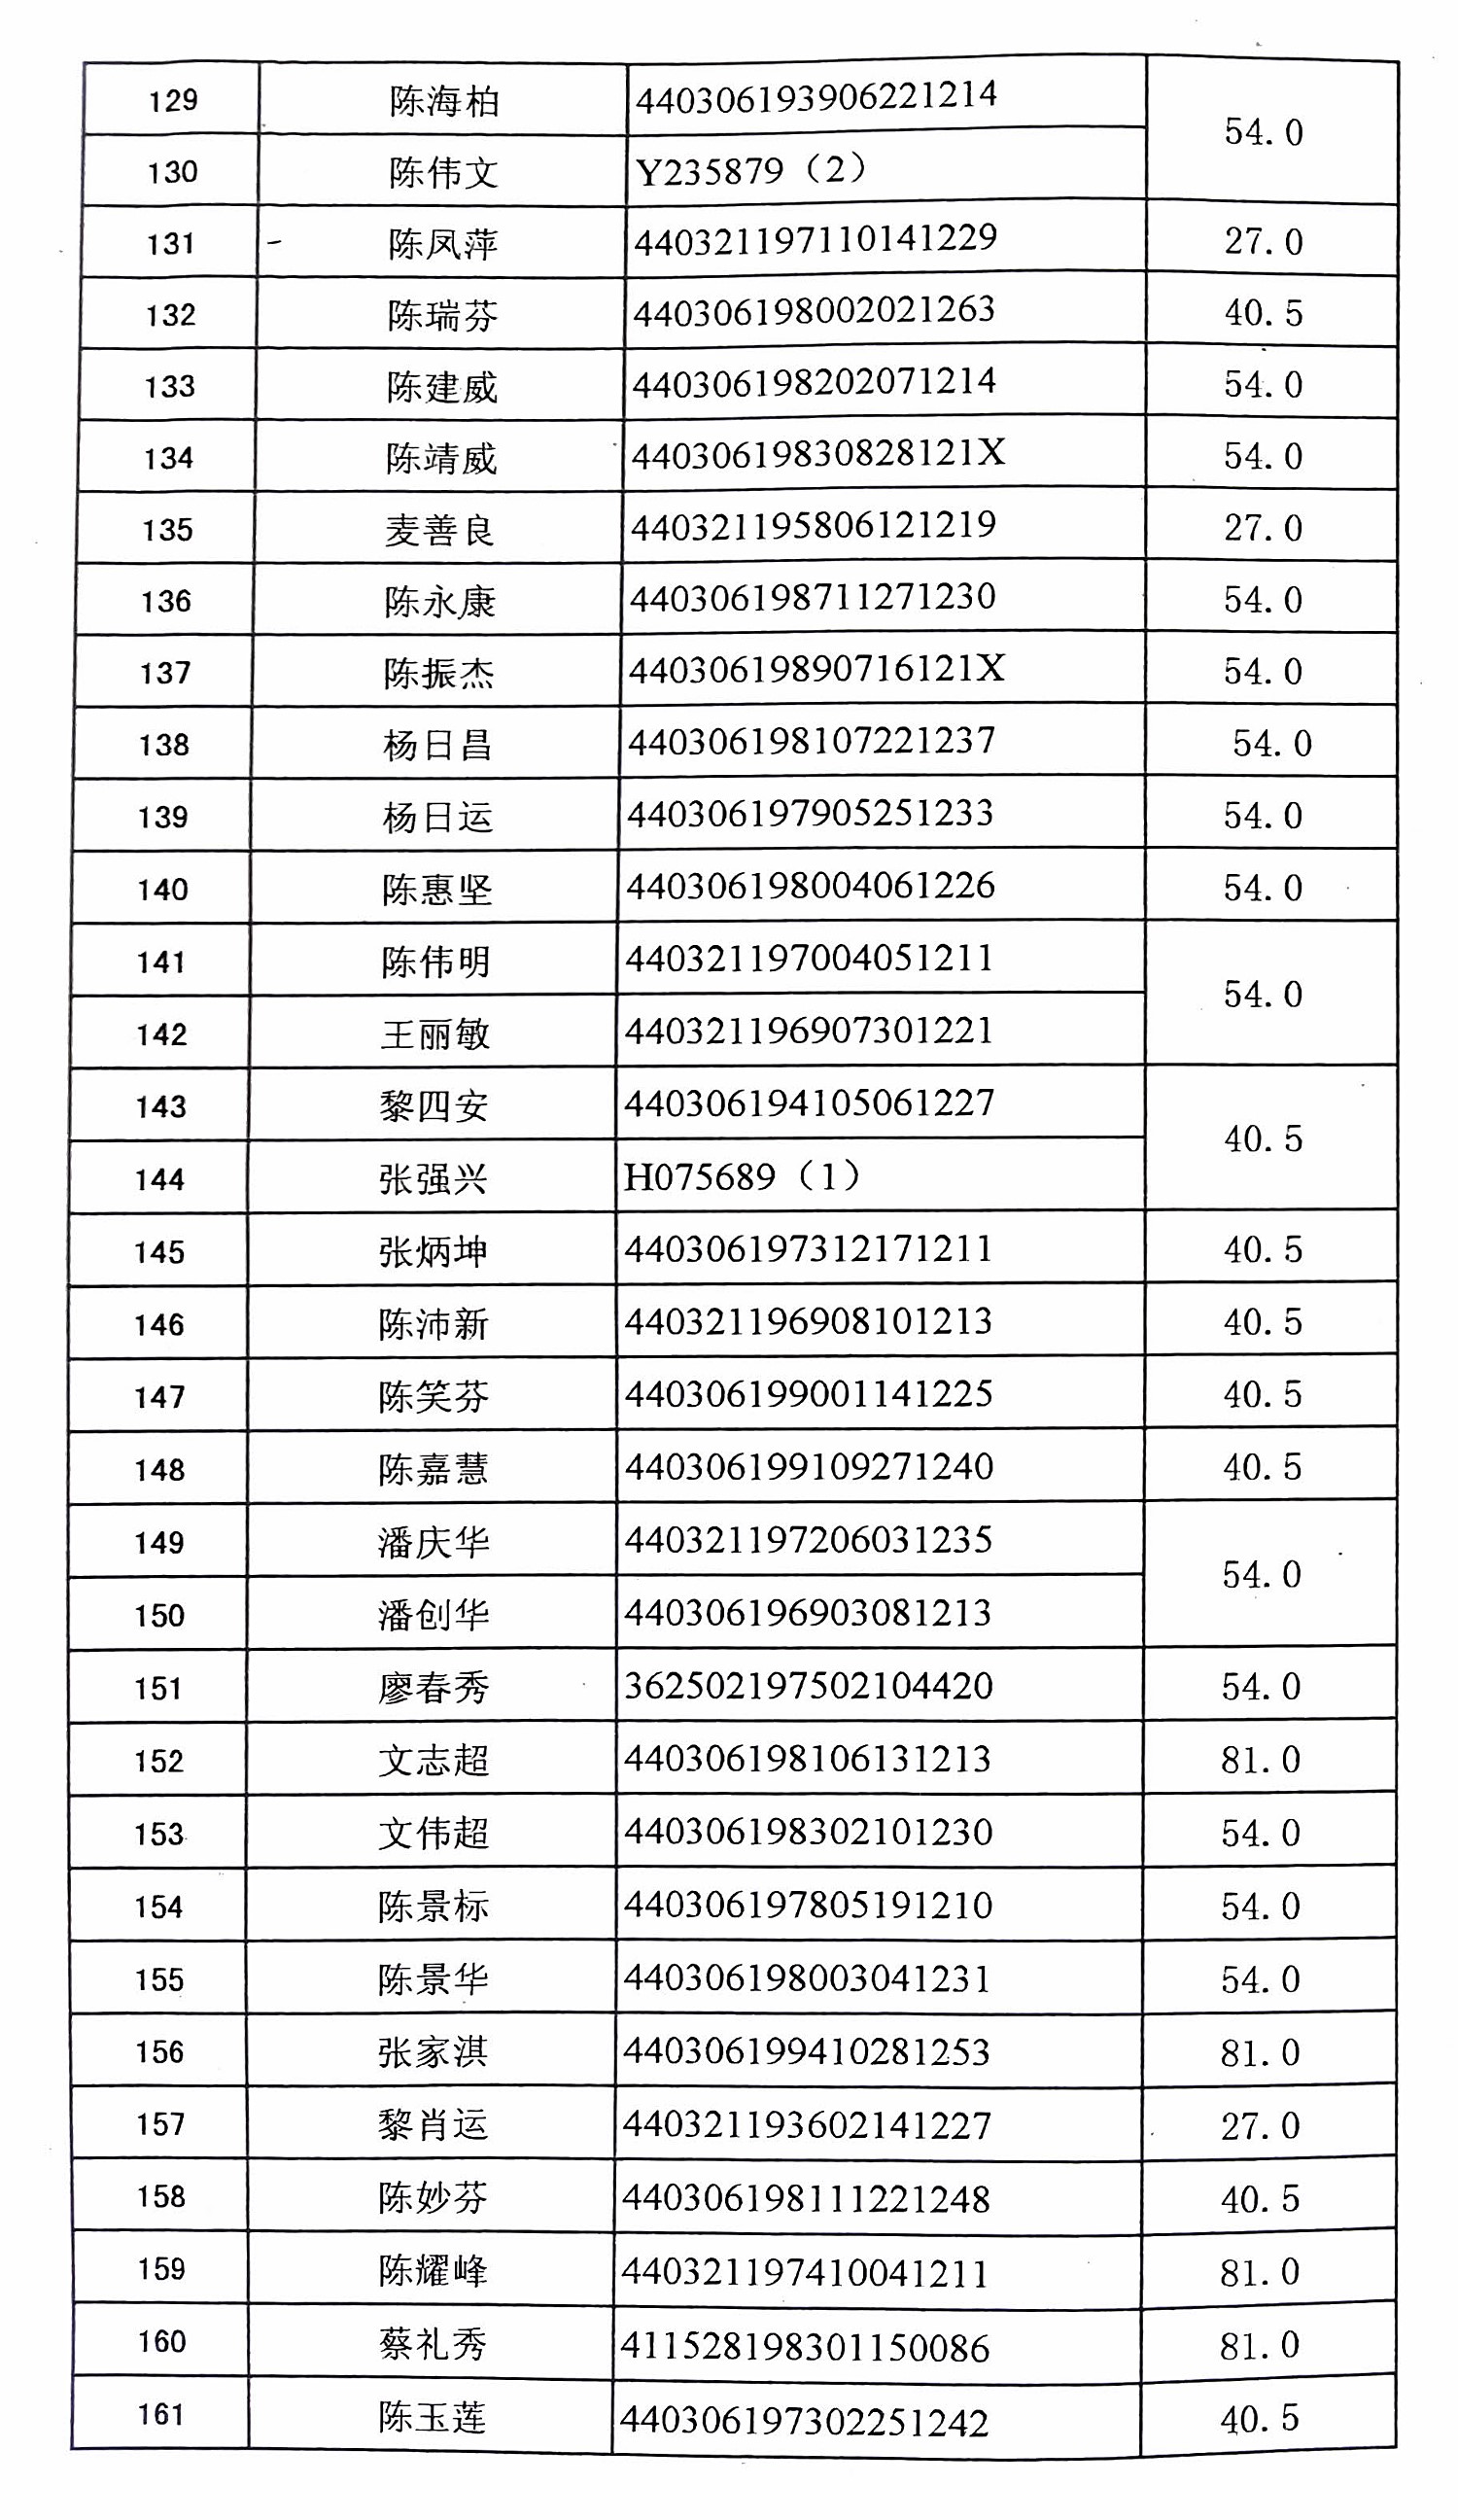 129 陈海柏 440306193906221214 54.0
130 陈伟文 Y235879（2）
131 陈凤萍 440321197110141229 27.0
132 陈瑞芬 440306198002021263 40.5
133 陈建威 440306198202071214 54.0
134 陈靖威 44030619830828121X 54.0
135 麦善良 440321195806121219 27.0
136 陈永康 440306198711271230 54.0
137 陈振杰 44030619890716121X 54.0
138 杨日昌 440306198107221237 54.0
139 杨日运 440306197905251233 54.0
140 陈惠坚 440306198004061226 54.0
141 陈伟明 440321197004051211 54.0
142 王丽敏 440321196907301221
143 黎四安 440306194105061227 40.5
144 张强兴 H075689（1）
145 张炳坤 440306197312171211 40.5
146 陈沛新 440321196908101213 40.5
147 陈笑芬 440306199001141225 40.5
148 陈嘉慧 440306199109271240 40.5
149 潘庆华 440321197206031235 54.0
150 潘创华 440306196903081213
151 廖春秀 362502197502104420 54.0
152 文志超 440306198106131213 81.0
153 文伟超 440306198302101230 54.0
154 陈景标 440306197805191210 54.0
155 陈景华 440306198003041231 54.0
156 张家淇 440306199410281253 81.0
157 黎肖运 440321193602141227 27.0
158 陈妙芬 440306198111221248 40.5
159 陈耀峰 440321197410041211 81.0
160 蔡礼秀 411528198301150086 81.0
161 陈玉莲 440306197302251242 40.5